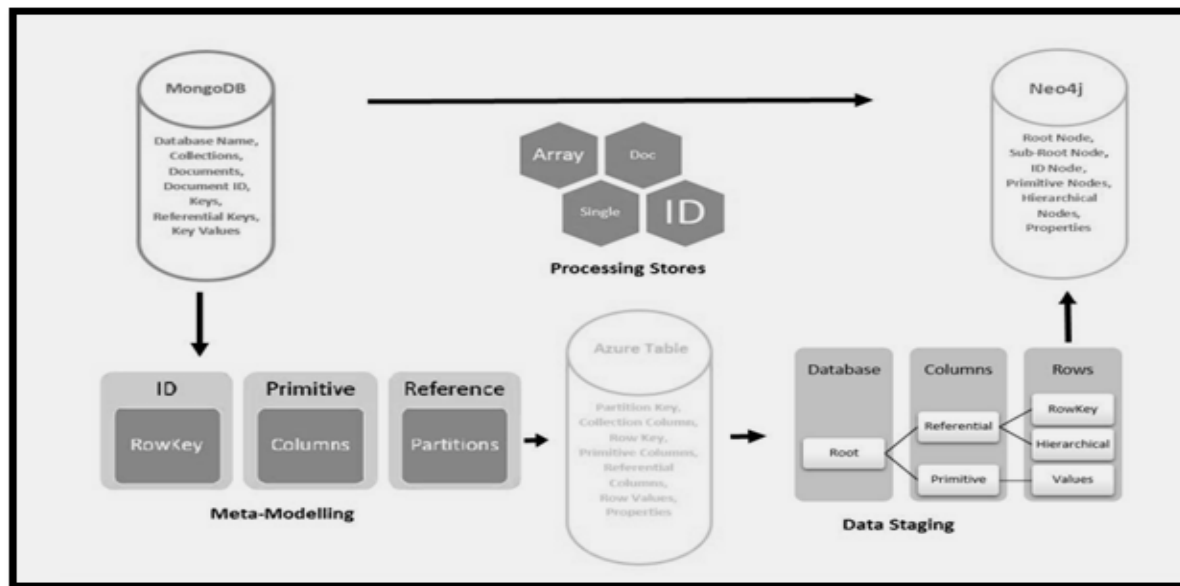 MongoDB
Database Name,
Collections,
Documents,
Document ID,
Keys,
Referential Keys,
Key Values
Array
Doc
Single
ID
Processing Stores
Neo4j
Root Node,
Sub-Root Node,
ID Node,
Primitive Nodes,
Hierarchical
Nodes,
Properties
ID
RowKey
Primitive
Columns
Reference
Partitions
Meta-Modelling
Azure Table
Partition Key,
Collection Column,
Row Key,
Primitive Columns,
Referential
Columns,
Row Values,
Properties
Database
Root
Columns
Referential
Primitive
Rows
RowKey
Hierarchical
Values
Data Staging